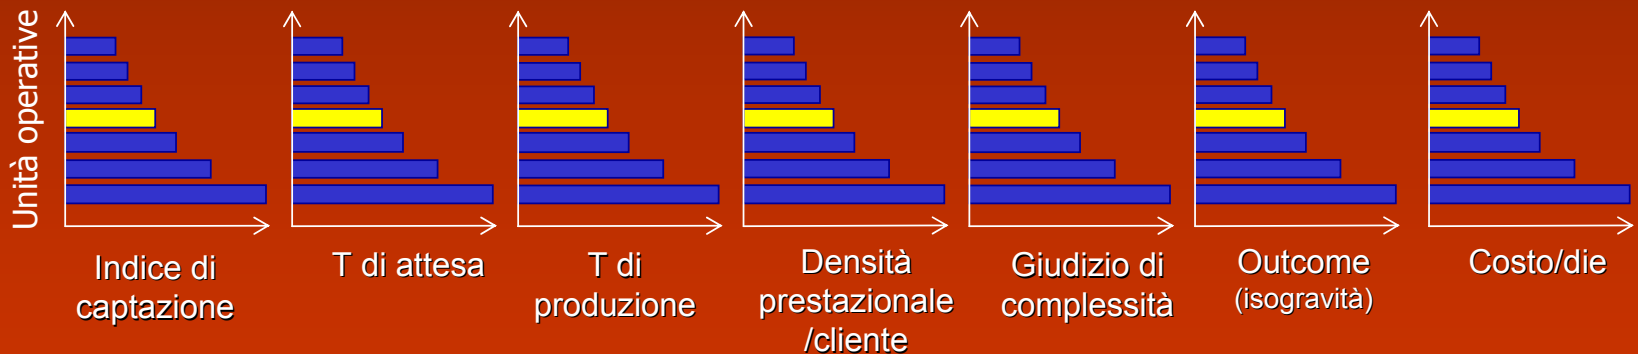 Unità operative
Indice di
captazione
T di attesa
T di
produzione
Densità
prestazionale
/cliente
Giudizio di
complessità
Outcome
(isogravità)
Costo/die